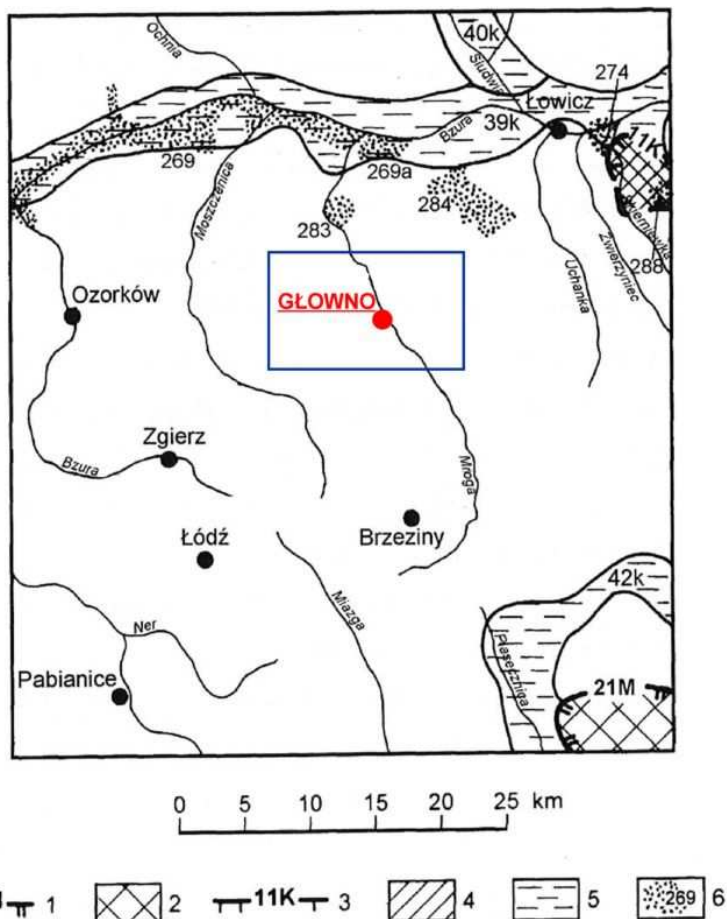 Ochnia
40k
Słudwia
274
Łowicz
Bzura
39k
11K
269
269a
Moszczenica
284
283
Zwierzyniec
288
Uchanka
Ozorków
GŁOWNO
Zgierz
Bzura
Mroga
Łódź
Brzeziny
Miazga
42k
Ner
Piasecznica
Pabianice
21M
0 5 10 15 20 25 km
1 2 11K 3 4 5 269 6